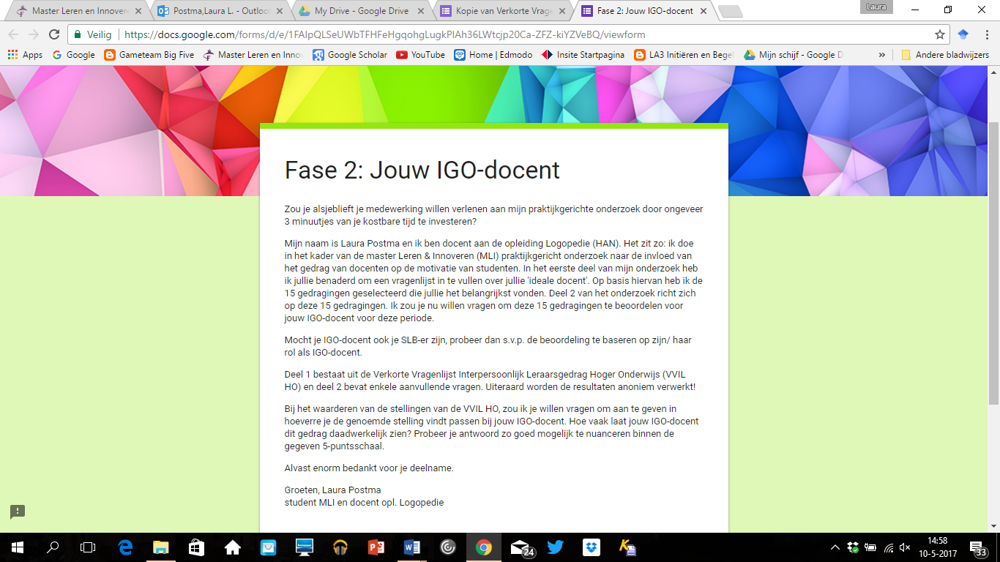 Master Leren en Innovere
Postma,Laura L. - Outloo
My Drive - Google Drive
Kopie van Verkorte Vrage
Fase 2: Jouw IGO-docent
Laura
Veilig
https://docs.google.com/forms/d/e/1FAIpQLSeUWbTFHFeHgqohgLugkPIAh36LWtcjp20Ca-ZFZ-kiYZVeBQ/viewform
Apps
Google
Gameteam Big Five
Master Leren en Inno
Google Scholar
YouTube
Home | Edmodo
Insite Startpagina
LA3 Initiëren en Bege
Mijn schijf - Google D
»
Andere bladwijzers
Fase 2: Jouw IGO-docent
Zou je alsjeblieft je medewerking willen verlenen aan mijn praktijkgerichte onderzoek door ongeveer
3 minuutjes van je kostbare tijd te investeren?
Mijn naam is Laura Postma en ik ben docent aan de opleiding Logopedie (HAN). Het zit zo: ik doe
in het kader van de master Leren & Innoveren (MLI) praktijkgericht onderzoek naar de invloed van
het gedrag van docenten op de motivatie van studenten. In het eerste deel van mijn onderzoek heb
ik jullie benaderd om een vragenlijst in te vullen over jullie 'ideale docent'. Op basis hiervan heb ik de
15 gedragingen geselecteerd die jullie het belangrijkst vonden. Deel 2 van het onderzoek richt zich
op deze 15 gedragingen. Ik zou je nu willen vragen om deze 15 gedragingen te beoordelen voor
jouw IGO-docent voor deze periode.
Mocht je IGO-docent ook je SLB-er zijn, probeer dan s.v.p. de beoordeling te baseren op zijn/ haar
rol als IGO-docent.
Deel 1 bestaat uit de Verkorte Vragenlijst Interpersoonlijk Leraarsgedrag Hoger Onderwijs (VVIL
HO) en deel 2 bevat enkele aanvullende vragen. Uiteraard worden de resultaten anoniem verwerkt!
Bij het waarderen van de stellingen van de VVIL HO, zou ik je willen vragen om aan te geven in
hoeverre je de genoemde stelling vindt passen bij jouw IGO-docent. Hoe vaak laat jouw IGO-docent
dit gedrag daadwerkelijk zien? Probeer je antwoord zo goed mogelijk te nuanceren binnen de
gegeven 5-puntsschaal.
Alvast enorm bedankt voor je deelname.
Groeten, Laura Postma
student MLI en docent opl. Logopedie
24
14:58
10-5-2017
33